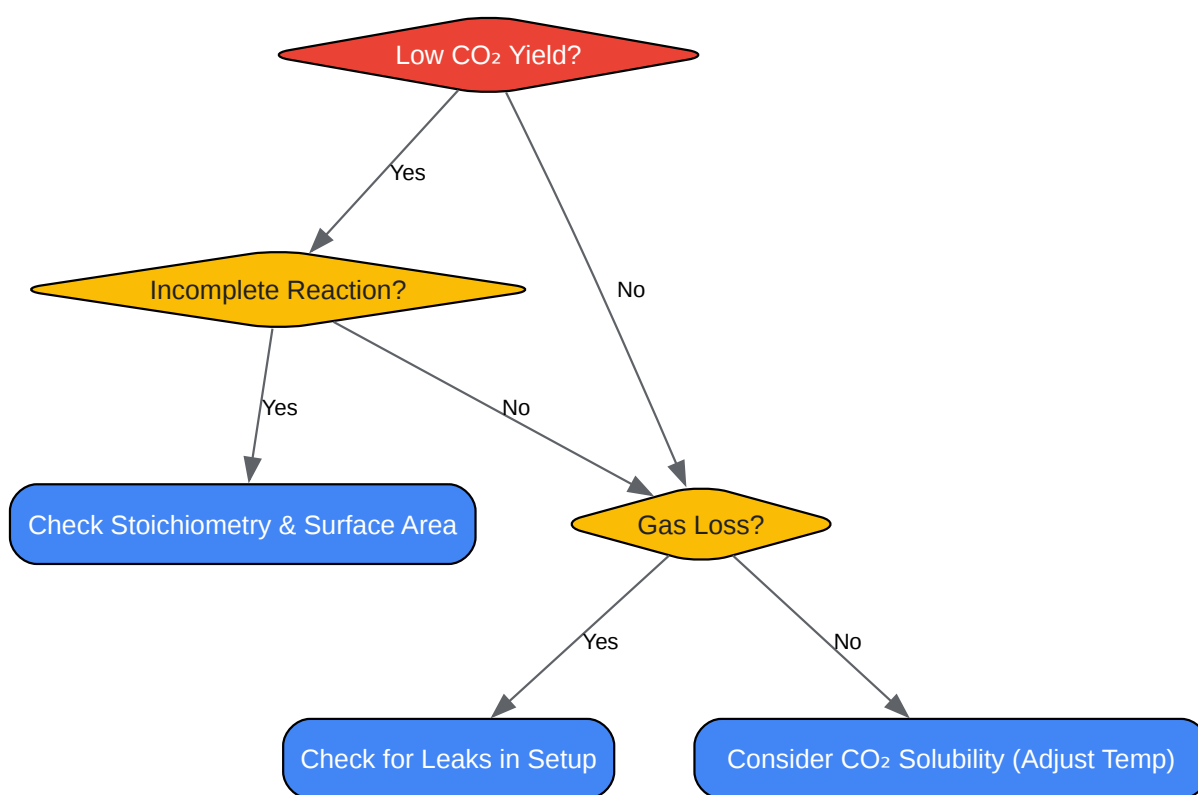 Low CO₂ Yield?
Yes
Incomplete Reaction?
No
Yes
No
Check Stoichiometry & Surface Area
Gas Loss?
Yes
No
Check for Leaks in Setup
Consider CO₂ Solubility (Adjust Temp)